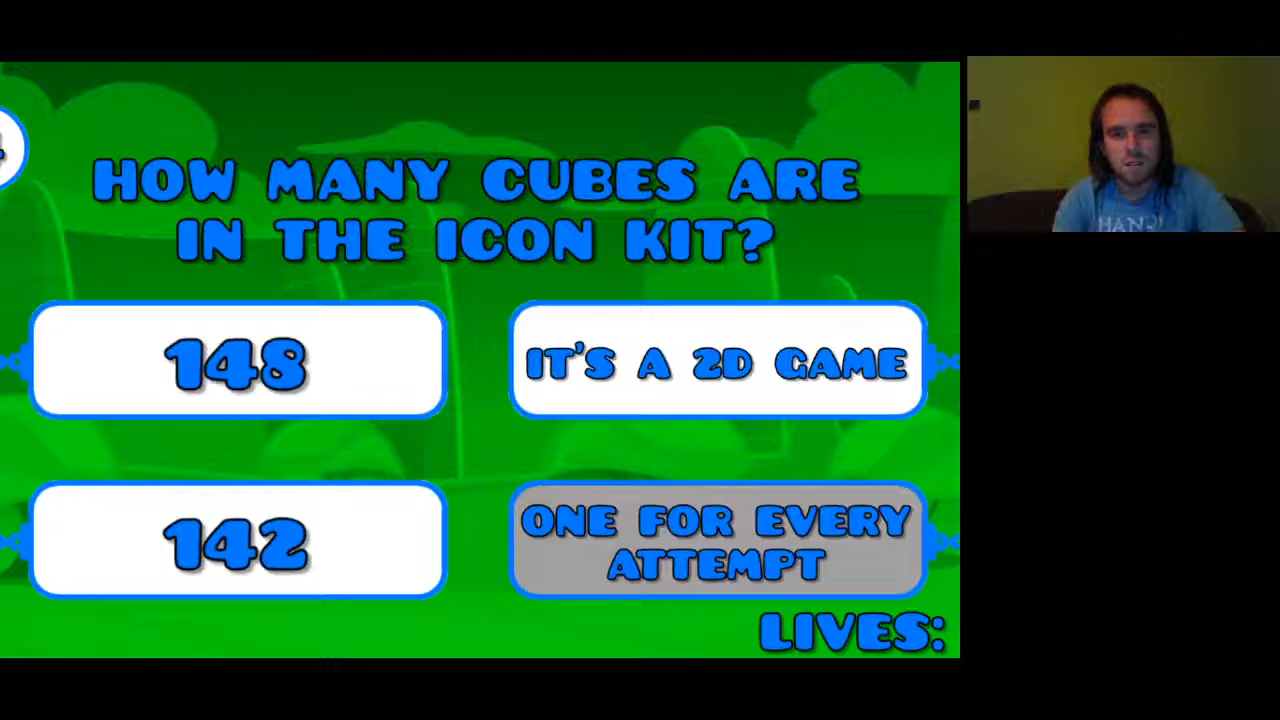 HOW MANY CUBES ARE
IN THE ICON KIT?
148
IT'S A 2D GAME
142
ONE FOR EVERY
ATTEMPT
LIVES: